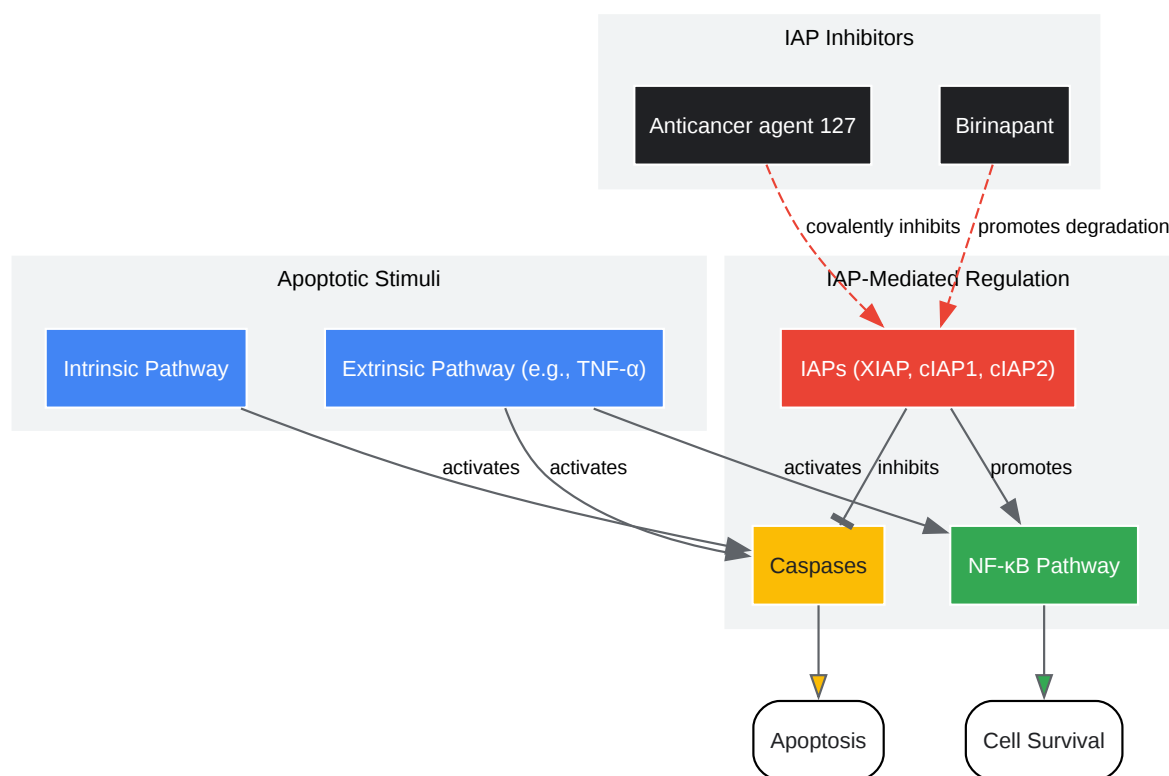 IAP Inhibitors
Anticancer agent 127
Birinapant
covalently inhibits
promotes degradation
Apoptotic Stimuli
IAP-Mediated Regulation
Intrinsic Pathway
Extrinsic Pathway (e.g., TNF-α)
IAPs (XIAP, cIAP1, cIAP2)
activates
activates
activates
inhibits
promotes
Caspases
NF-κB Pathway
Apoptosis
Cell Survival